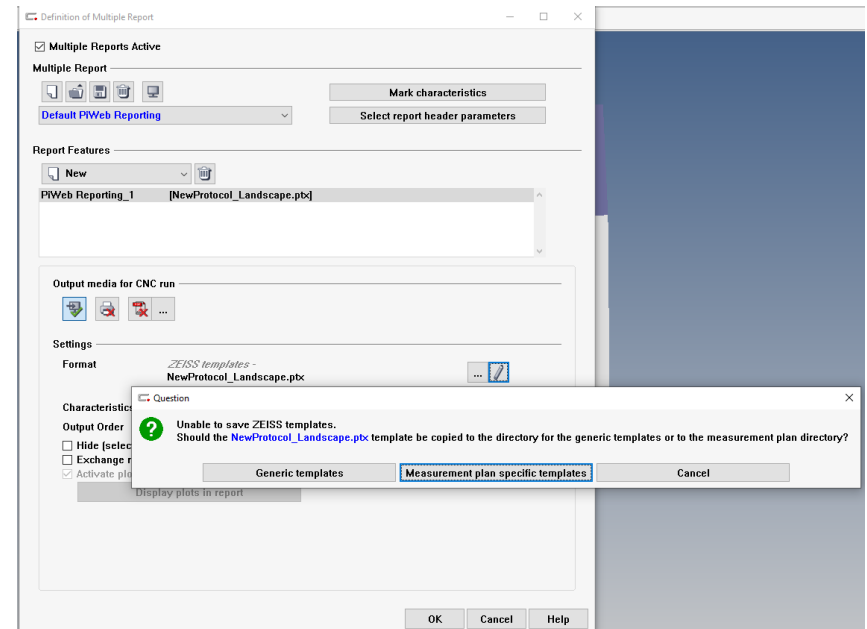 Definition of Multiple Report
Multiple Reports Active
Multiple Report
Mark characteristics
Default PiWeb Reporting
Select report header parameters
Report Features
New
PiWeb Reporting_1 [NewProtocol_Landscape.ptx]
Output media for CNC run
...
Settings
Format ZEISS templates -
NewProtocol_Landscape.ptx ...
Question
Characteristics
Unable to save ZEISS templates.
Output Order
Should the NewProtocol_Landscape.ptx template be copied to the directory for the generic templates or to the measurement plan directory?
Hide (selec
Exchange r
Activate plo
Generic templates Measurement plan specific templates Cancel
Display plots in report
OK Cancel Help